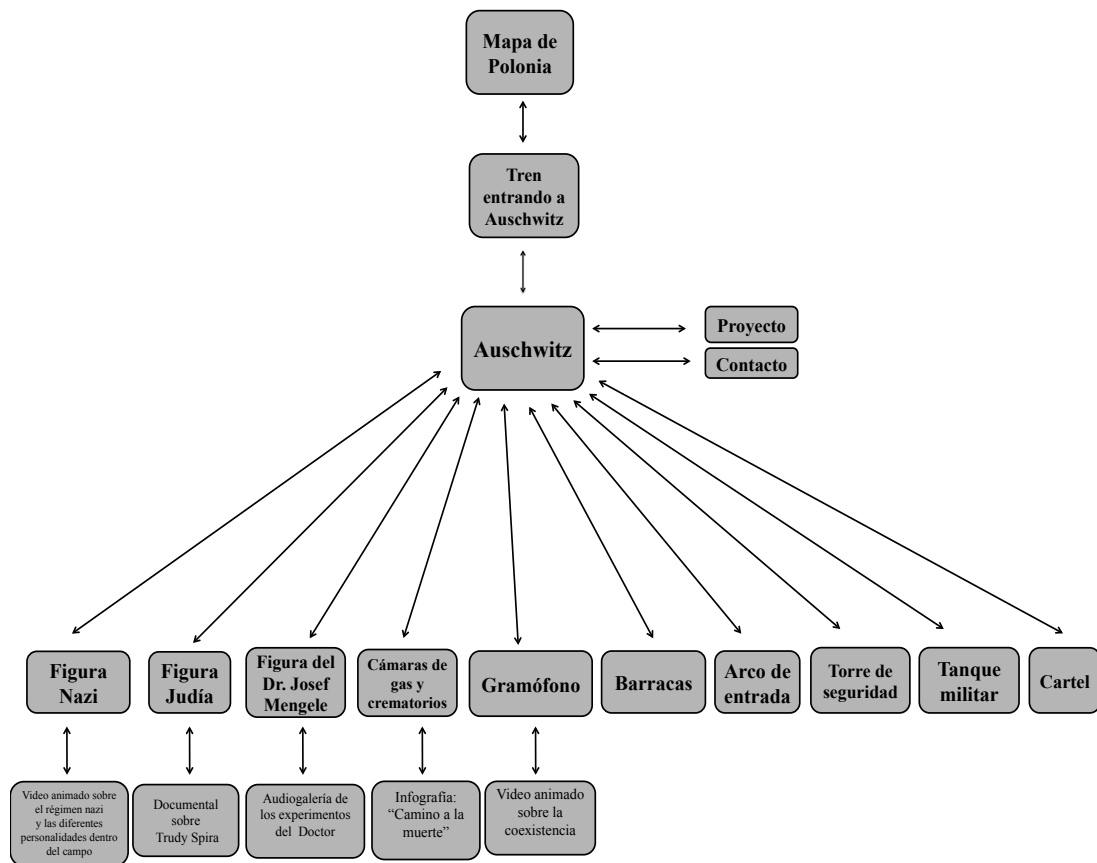 Mapa de
Polonia
Tren
entrando a
Auschwitz
Auschwitz
Proyecto
Contacto
Figura
Nazi
Figura
Judía
Figura del
Dr. Josef
Mengele
Cámaras de
gas y
crematorios
Gramófono
Barracas
Arco de
entrada
Torre de
seguridad
Tanque
militar
Cartel
Video animado sobre
el régimen nazi
y las diferentes
personalidades dentro
del campo
Documental
sobre
Trudy Spira
Audiogalería de
los experimentos
del Doctor
Infografía:
“Camino a la
muerte”
Video animado
sobre la
coexistencia